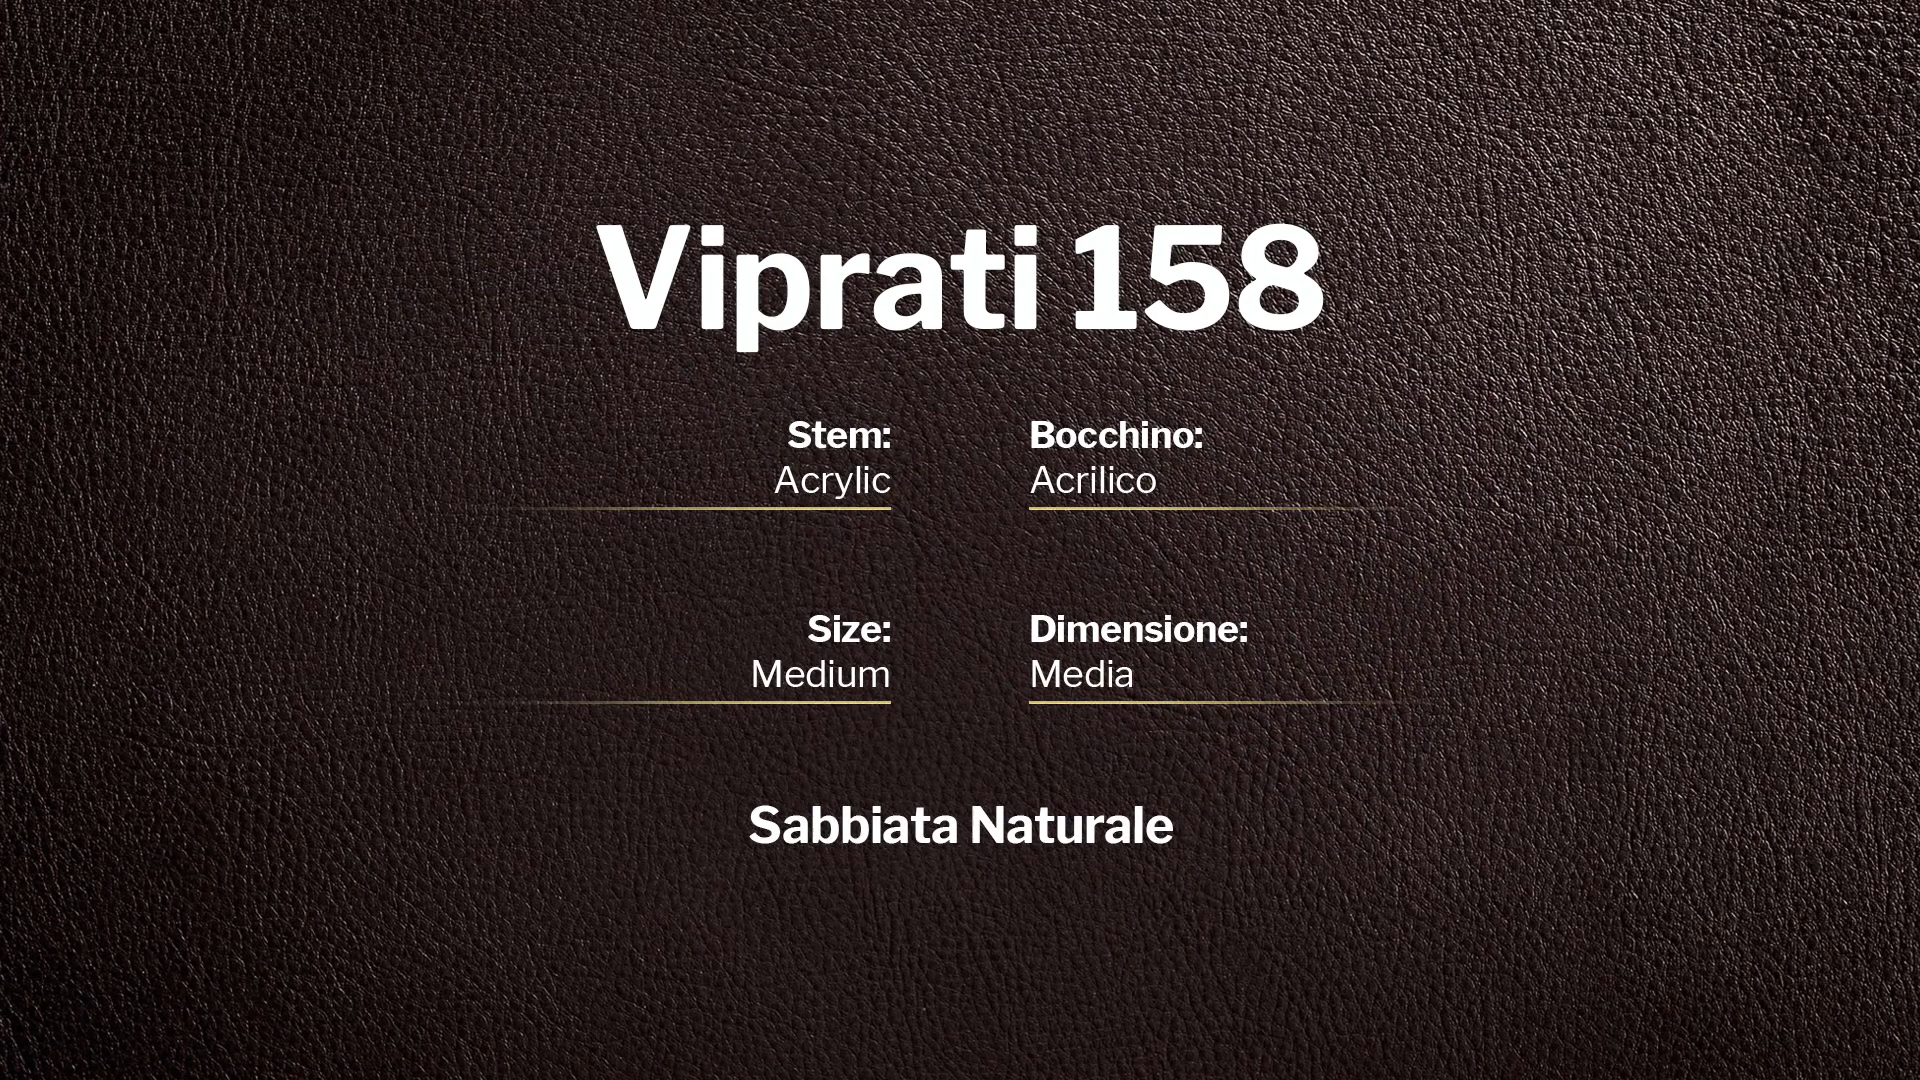 Viprati 158
Stem:
Acrylic
Bocchino:
Acrilico
Size:
Medium
Dimensione:
Media
Sabbiata Naturale